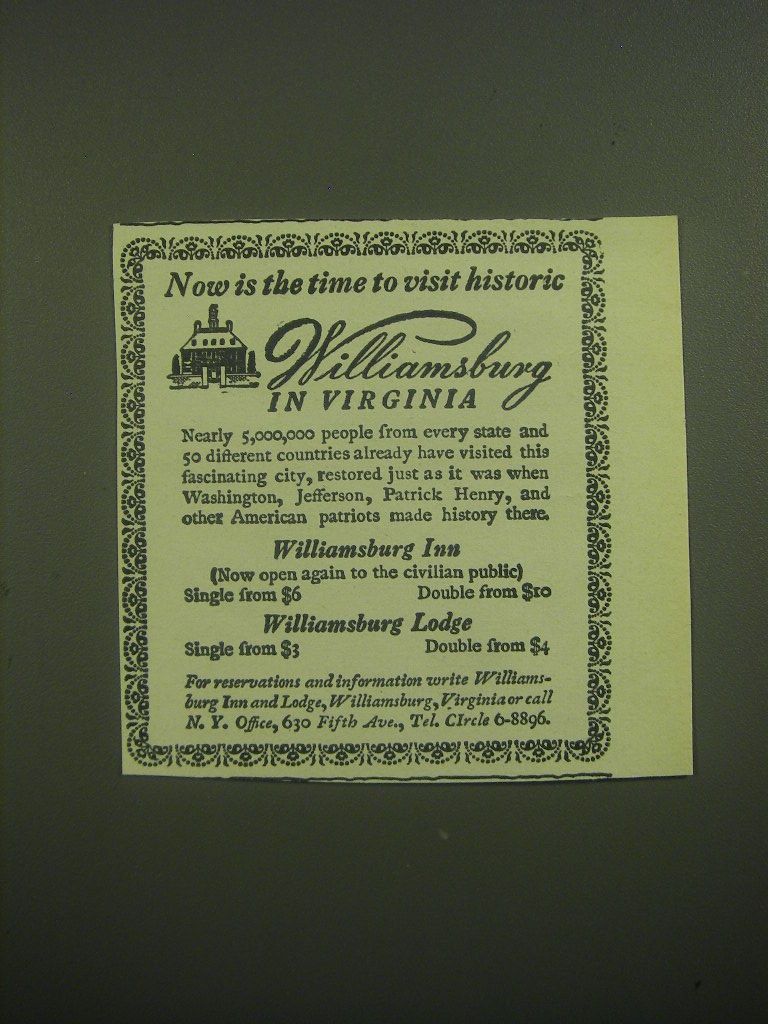 Now is the time to visit historic
Williamsburg
IN VIRGINIA
Nearly 5,000,000 people from every state and
50 different countries already have visited this
fascinating city, restored just as it was when
Washington, Jefferson, Patrick Henry, and
other American patriots made history there.
Williamsburg Inn
(Now open again to the civilian public)
Single from $6 Double from $10
Williamsburg Lodge
Single from $3 Double from $4
For reservations and information write Williams-
burg Inn and Lodge, Williamsburg, Virginia or call
N. Y. Office, 630 Fifth Ave., Tel. CIrcle 6-8896.